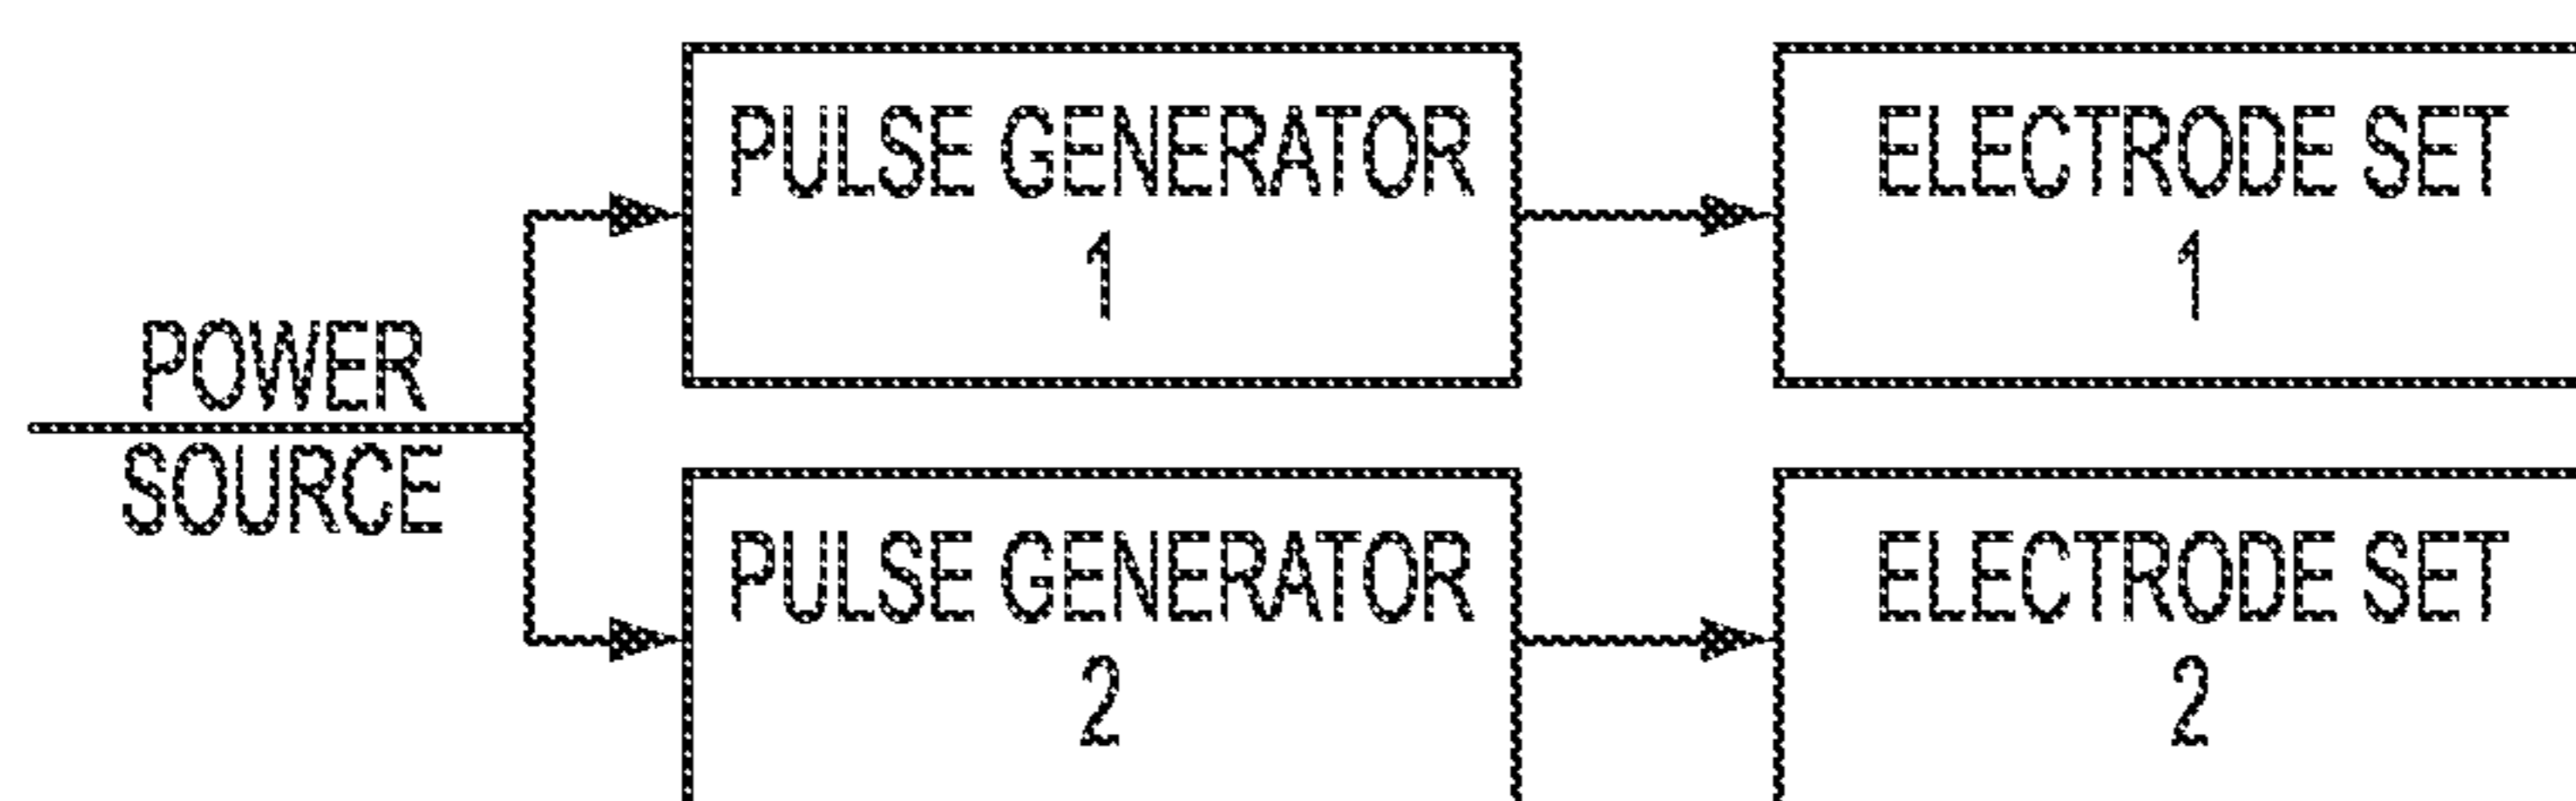 POWER
SOURCE
PULSE GENERATOR
1
ELECTRODE SET
1
PULSE GENERATOR
2
ELECTRODE SET
2